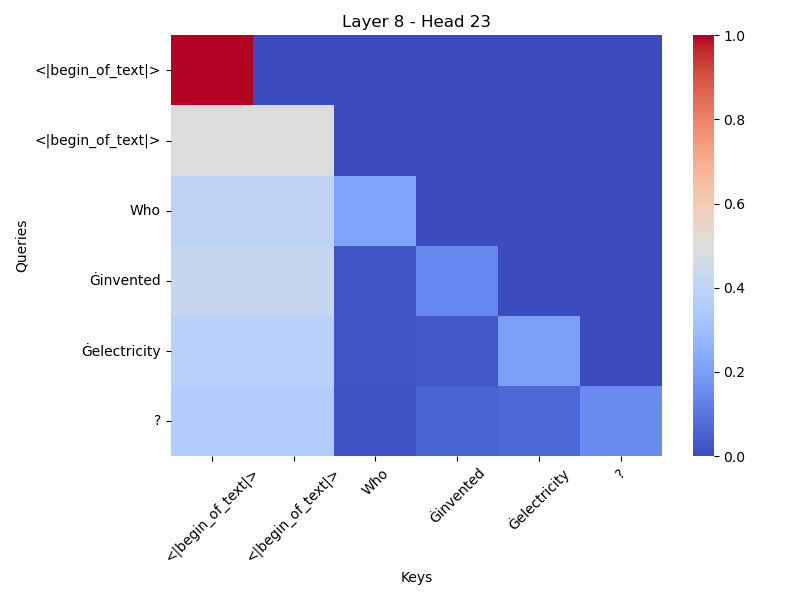 Layer 8 - Head 23
<|begin_of_text|>
<|begin_of_text|>
Who
Ġinvented
Ġelectricity
?
Queries
<|begin_of_text|>
<|begin_of_text|>
Who
Ġinvented
Ġelectricity
?
Keys
1.0
0.8
0.6
0.4
0.2
0.0